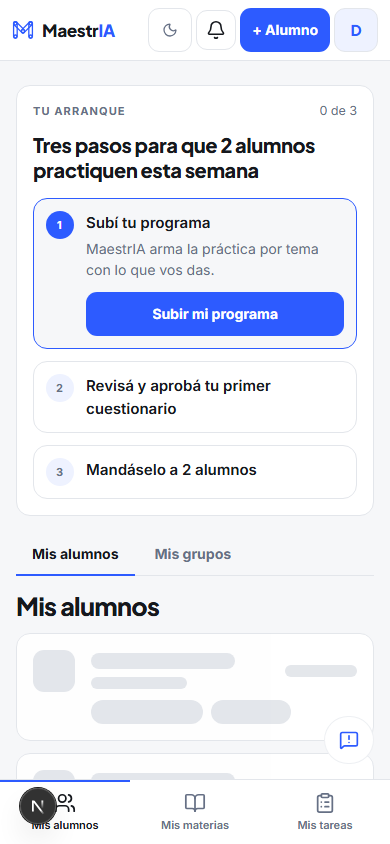 MaestrIA
+ Alumno
D
TU ARRANQUE
0 de 3
Tres pasos para que 2 alumnos
practiquen esta semana
1
Subí tu programa
MaestrIA arma la práctica por tema
con lo que vos das.
Subir mi programa
2
Revisá y aprobá tu primer
cuestionario
3
Mandáselo a 2 alumnos
Mis alumnos
Mis grupos
Mis alumnos
N
Mis alumnos
Mis materias
Mis tareas